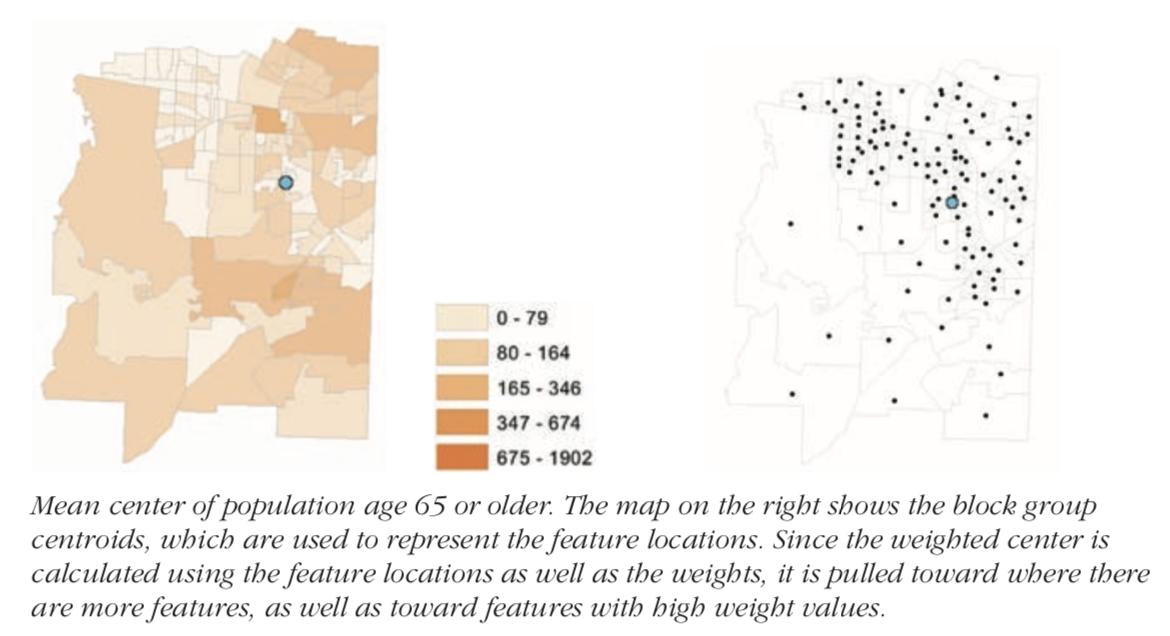 0 - 79
80 - 164
165 - 346
347 - 674
675 - 1902
Mean center of population age 65 or older. The map on the right shows the block group
centroids, which are used to represent the feature locations. Since the weighted center is
calculated using the feature locations as well as the weights, it is pulled toward where there
are more features, as well as toward features with high weight values.